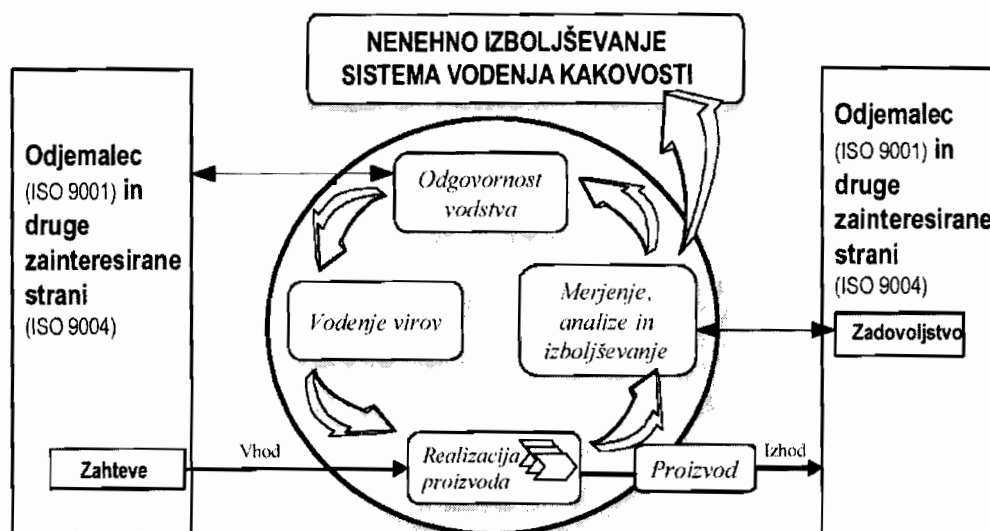 NENEHNO IZBOLJŠEVANJE
SISTEMA VODENJA KAKOVOSTI
Odjemalec
(ISO 9001) in
druge
zainteresirane
strani
(ISO 9004)
Zahteve
Vhod
Odgovornost
vodstva
Vodenje virov
Merjenje,
analize in
izboljševanje
Realizacija
proizvoda
Proizvod
Izhod
Odjemalec
(ISO 9001) in
druge
zainteresirane
strani
(ISO 9004)
Zadovoljstvo